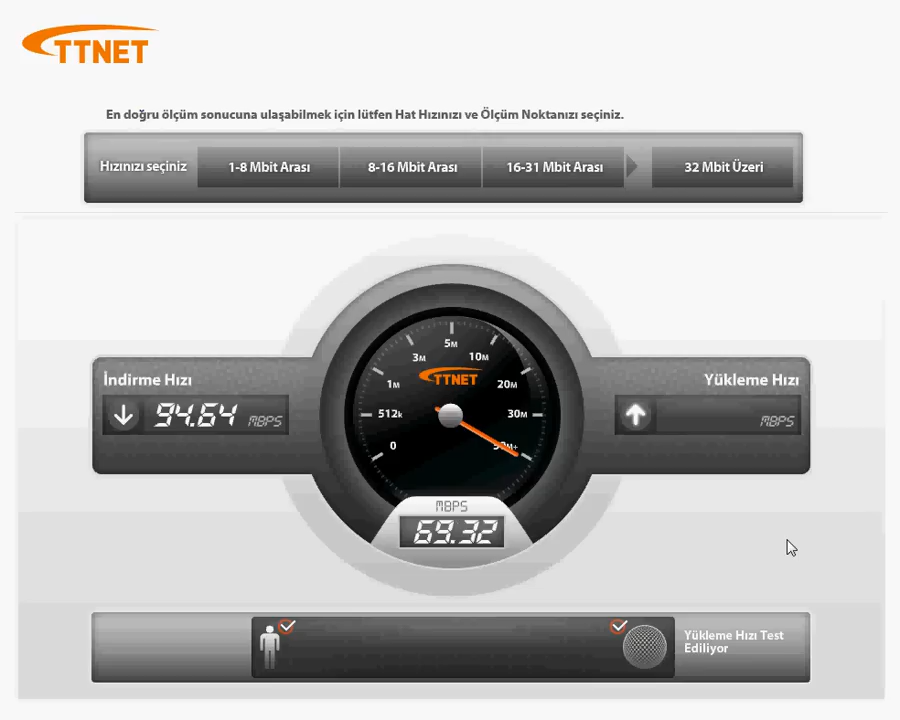 TTNET
En doğru ölçüm sonucuna ulaşabilmek için lütfen Hat Hızınızı ve Ölçüm Noktanızı seçiniz.
Hızınızı seçiniz
1-8 Mbit Arası
8-16 Mbit Arası
16-31 Mbit Arası
32 Mbit Üzeri
5M
3M
10M
TTNET
1M
20M
512k
30M
0
İndirme Hızı
94.64 MBPS
Yükleme Hızı
MBPS
MBPS
69.32
Yükleme Hızı Test
Ediliyor